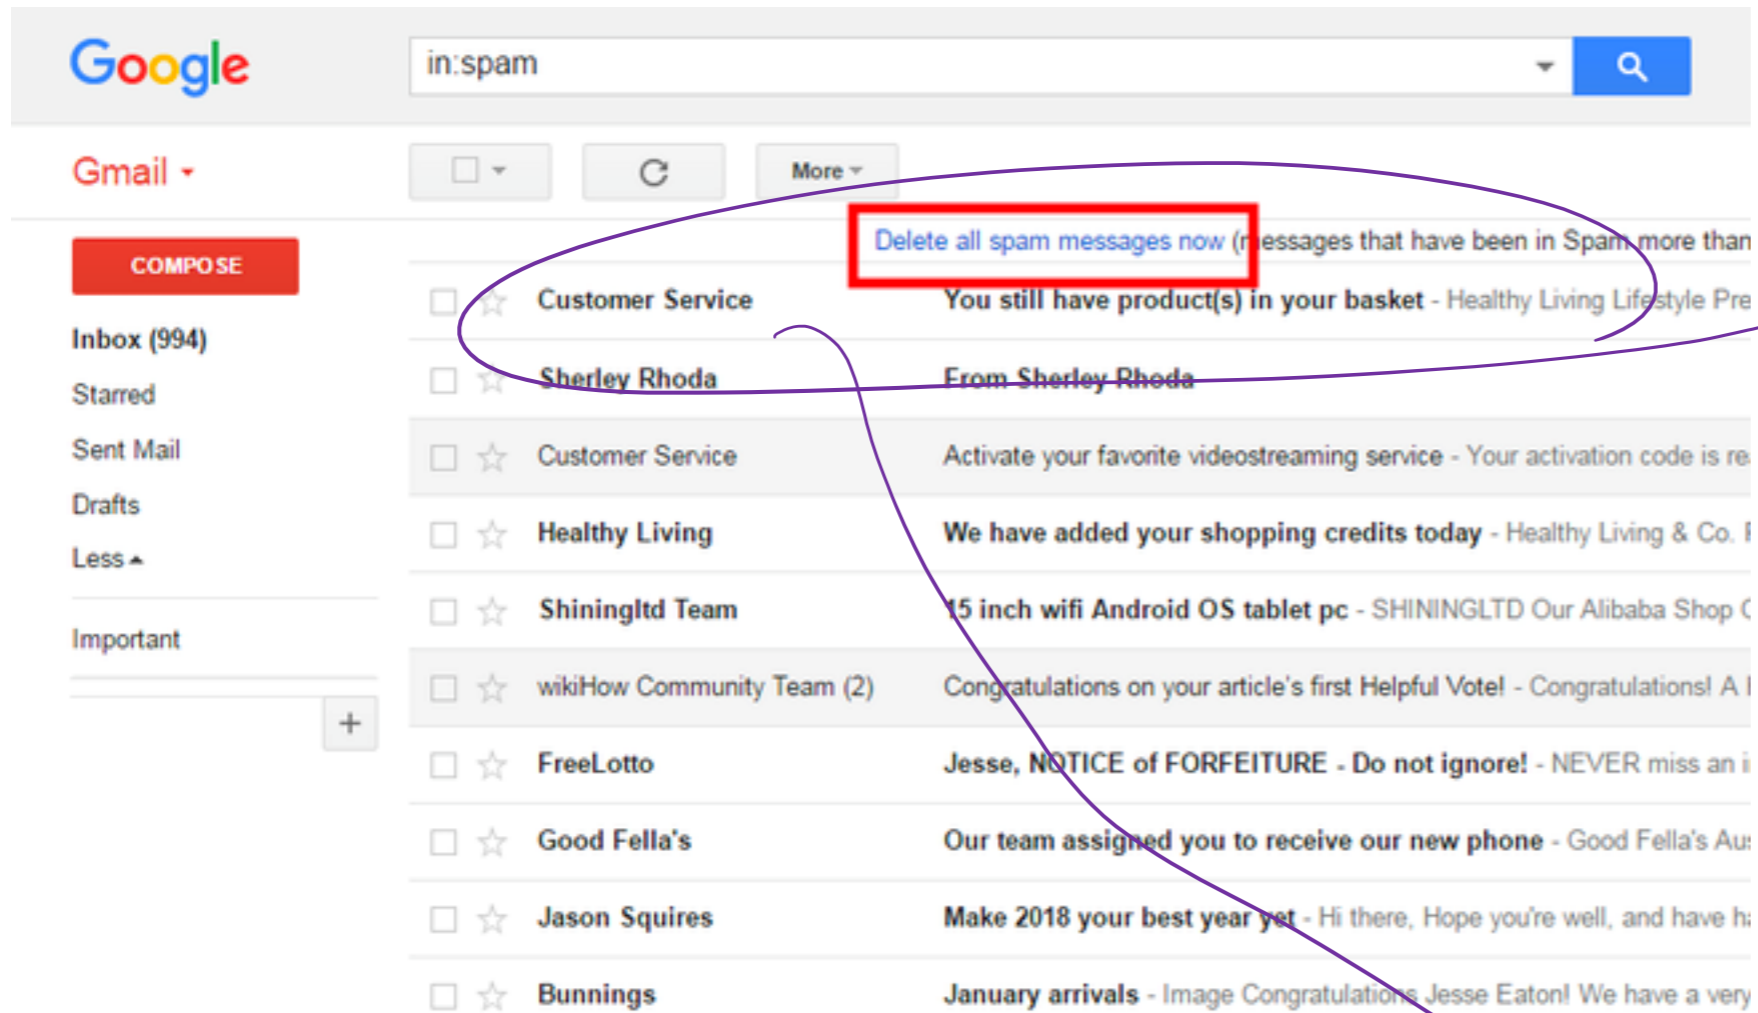 Google
in:spam
Gmail
More
COMPOSE
Inbox (994)
Starred
Sent Mail
Drafts
Less
Important
+
Delete all spam messages now (messages that have been in Spam more than
Customer Service You still have product(s) in your basket - Healthy Living Lifestyle
Sherley Rhoda From Sherley Rhoda
Customer Service Activate your favorite videostreaming service - Your activation code is
Healthy Living We have added your shopping credits today - Healthy Living & Co.
Shiningltd Team 15 inch wifi Android OS tablet pc - SHININGLTD Our Alibaba Shop
wikiHow Community Team (2) Congratulations on your article's first Helpful Vote! - Congratulations! A
FreeLotto Jesse, NOTICE of FORFEITURE - Do not ignore! - NEVER miss an
Good Fella's Our team assigned you to receive our new phone - Good Fella's
Jason Squires Make 2018 your best year yet - Hi there, Hope you're well, and have
Bunnings January arrivals - Image Congratulations Jesse Eaton! We have a very